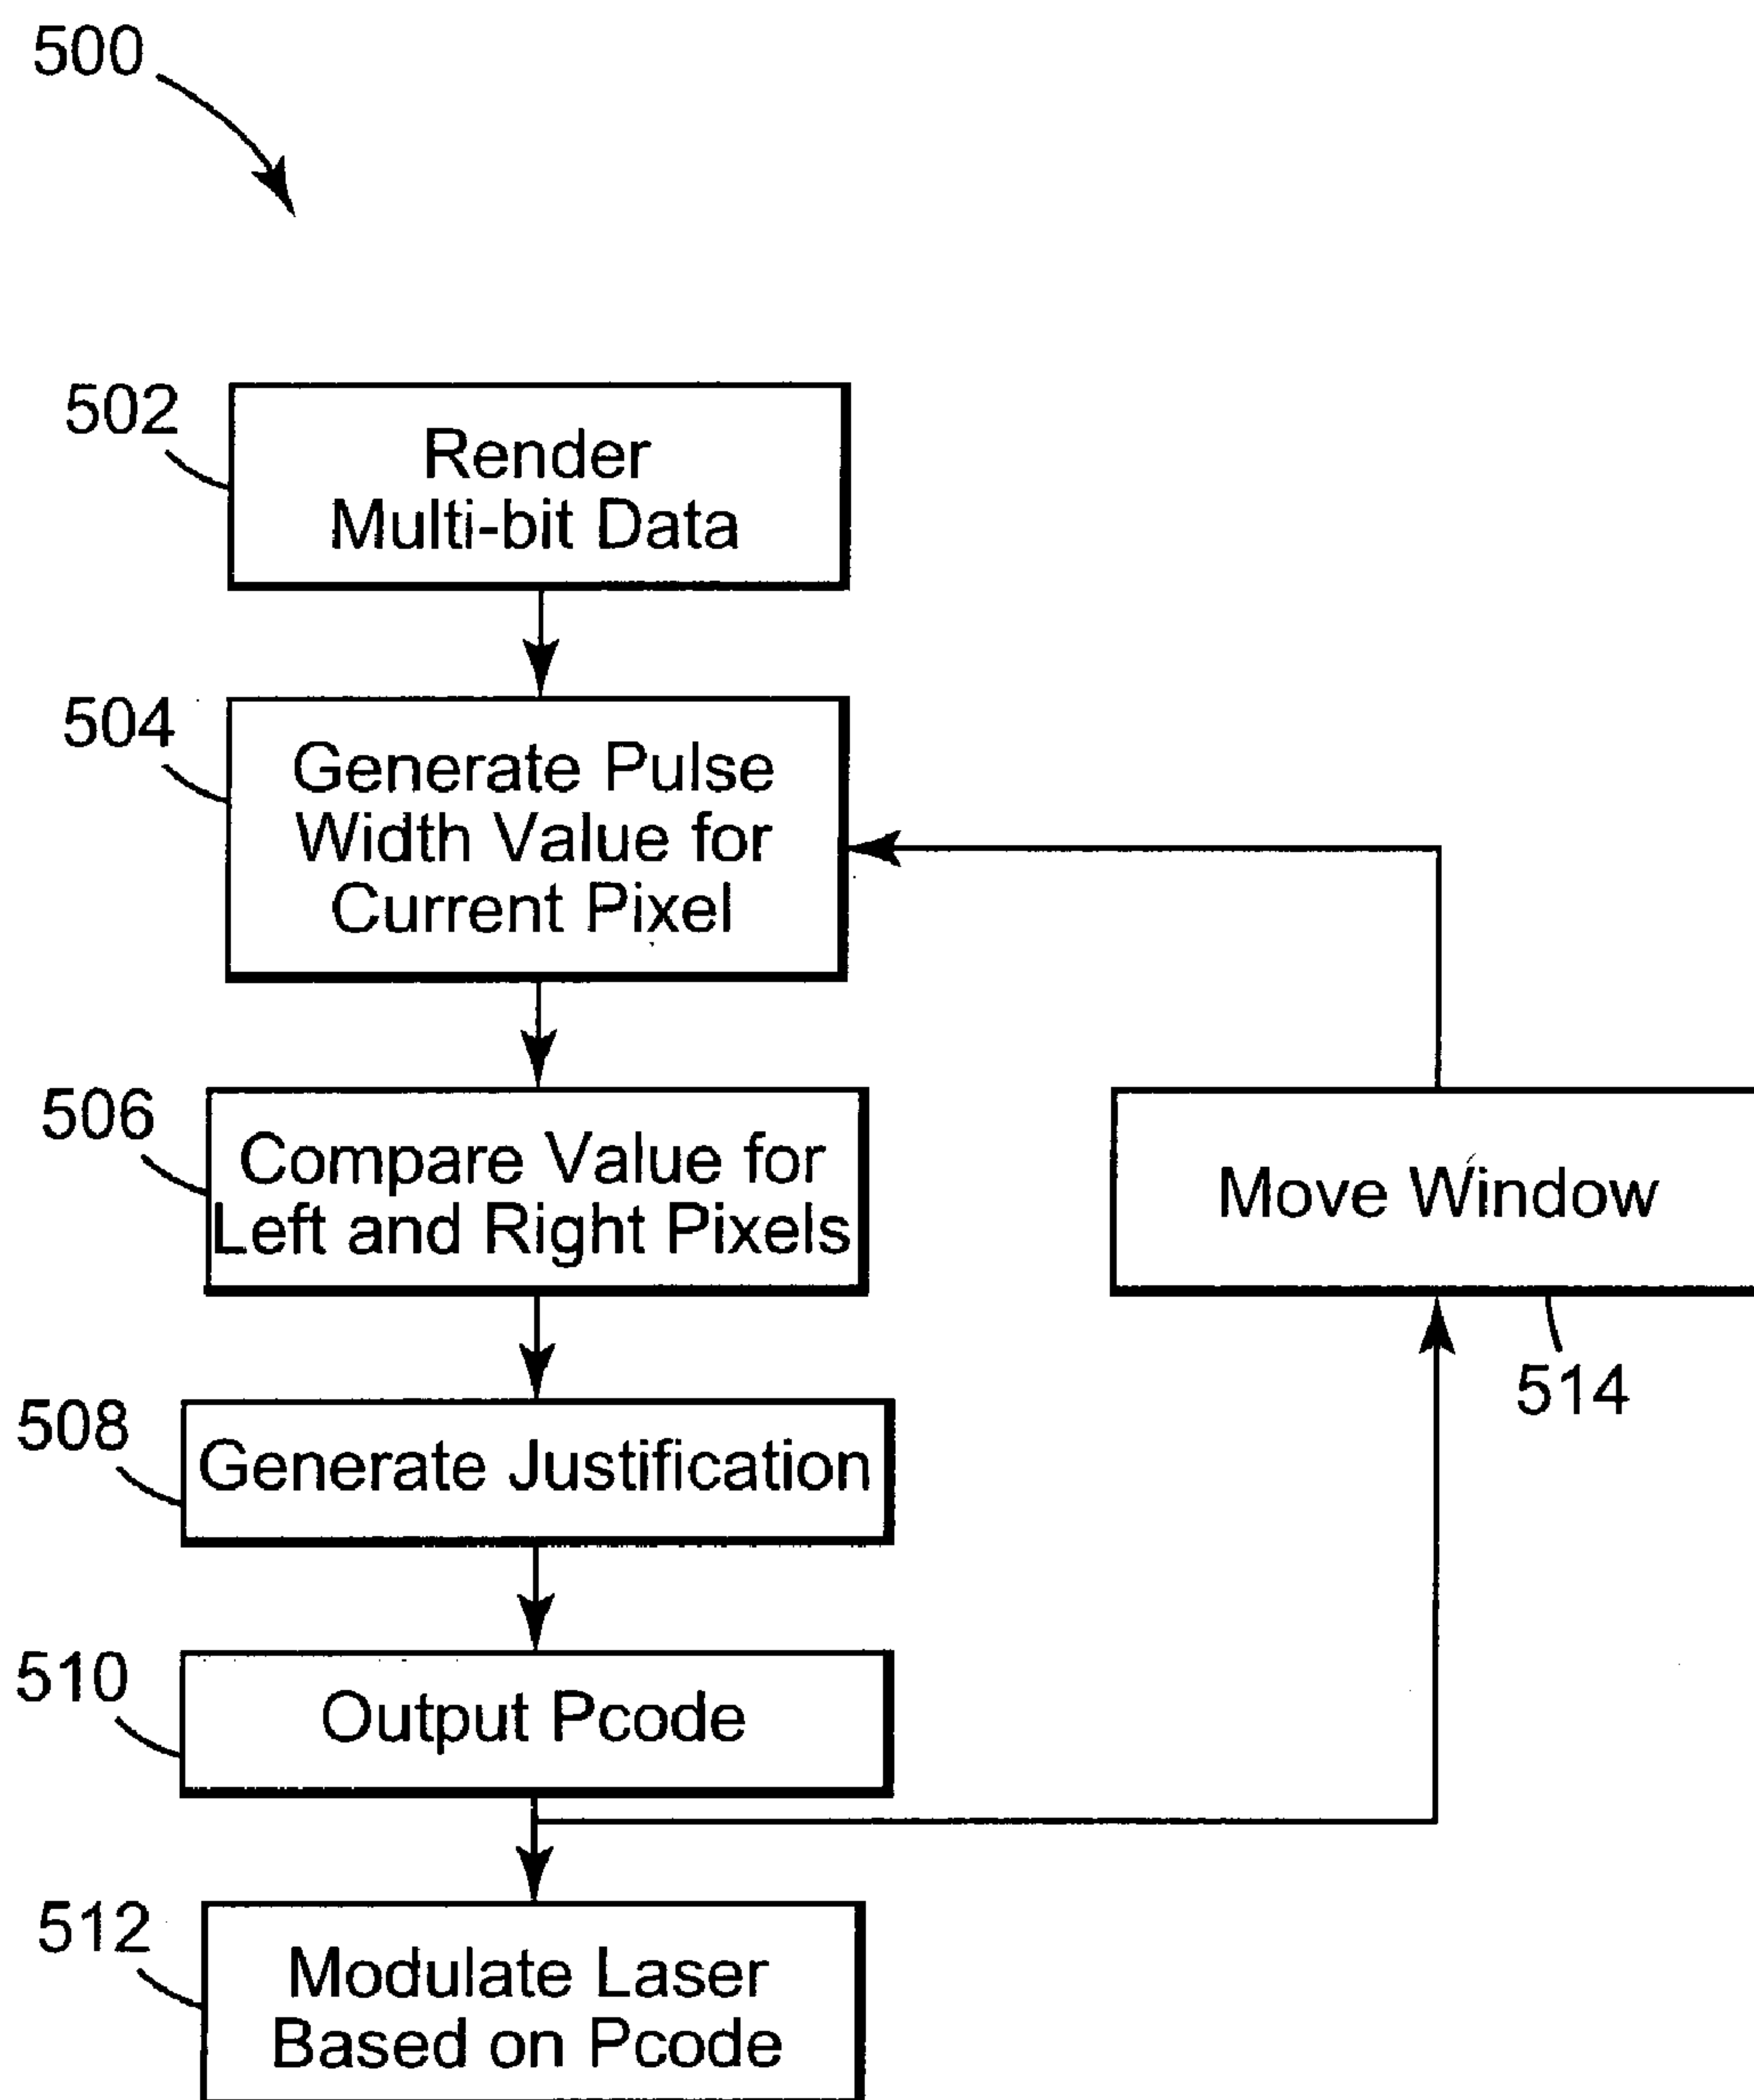 500
502
Render
Multi-bit Data
504
Generate Pulse
Width Value for
Current Pixel
506
Compare Value for
Left and Right Pixels
Move Window
514
508
Generate Justification
510
Output Pcode
512
Modulate Laser
Based on Pcode